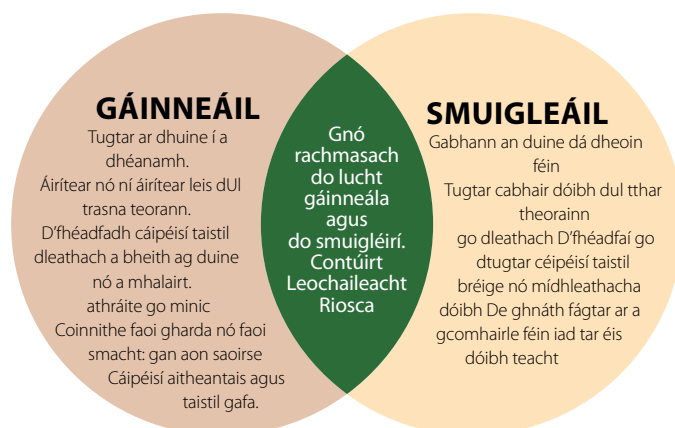 GÁINNEÁIL
Tugtar ar dhuine í a
dhéanamh.
Áirítear nó ní áirítear leis dUl
trasna teorann.
D'fhéadfadh cáipéisí taistil
dleathach a bheith ag duine
nó a mhalairt.
athráite go minic
Coinnithe faoi gharda nó faoi
smacht: gan aon saoirse
Cáipéisí aitheantais agus
taistil gafa.
Gnó
rachmasach
do lucht
gáinneála
agus
do smuigléirí.
Contúirt
Leochaileacht
Riosca
SMUIGLEÁIL
Gabhann an duine dá dheoin
féin
Tugtar cabhair dóibh dul tthar
theorainn
go dleathach D'fhéadfaí go
dtugtar céipéisí taistil
bréige nó mídhleathacha
dóibh De ghnáth fágtar ar a
gcomhairle féin iad tar éis
dóibh teacht